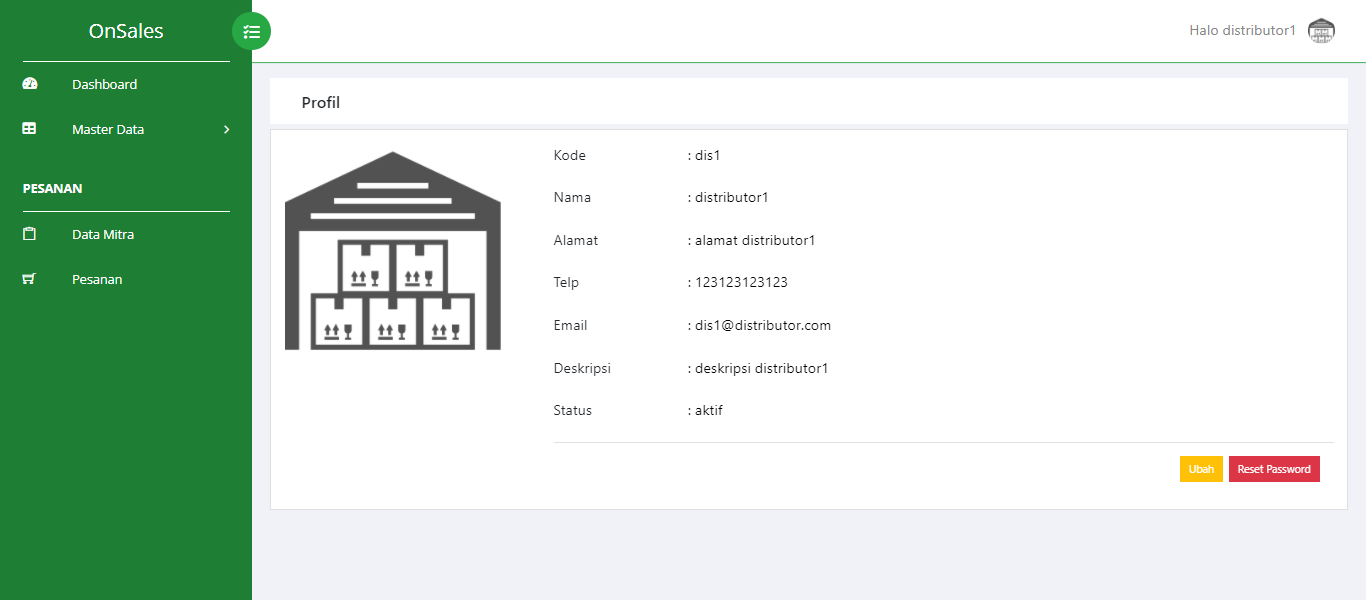 OnSales
Halo distributor1
Dashboard
Master Data
PESANAN
Data Mitra
Pesanan
Profil
Kode : dis1
Nama : distributor1
Alamat : alamat distributor1
Telp : 123123123123
Email : dis1@distributor.com
Deskripsi : deskripsi distributor1
Status : aktif
Ubah Reset Password